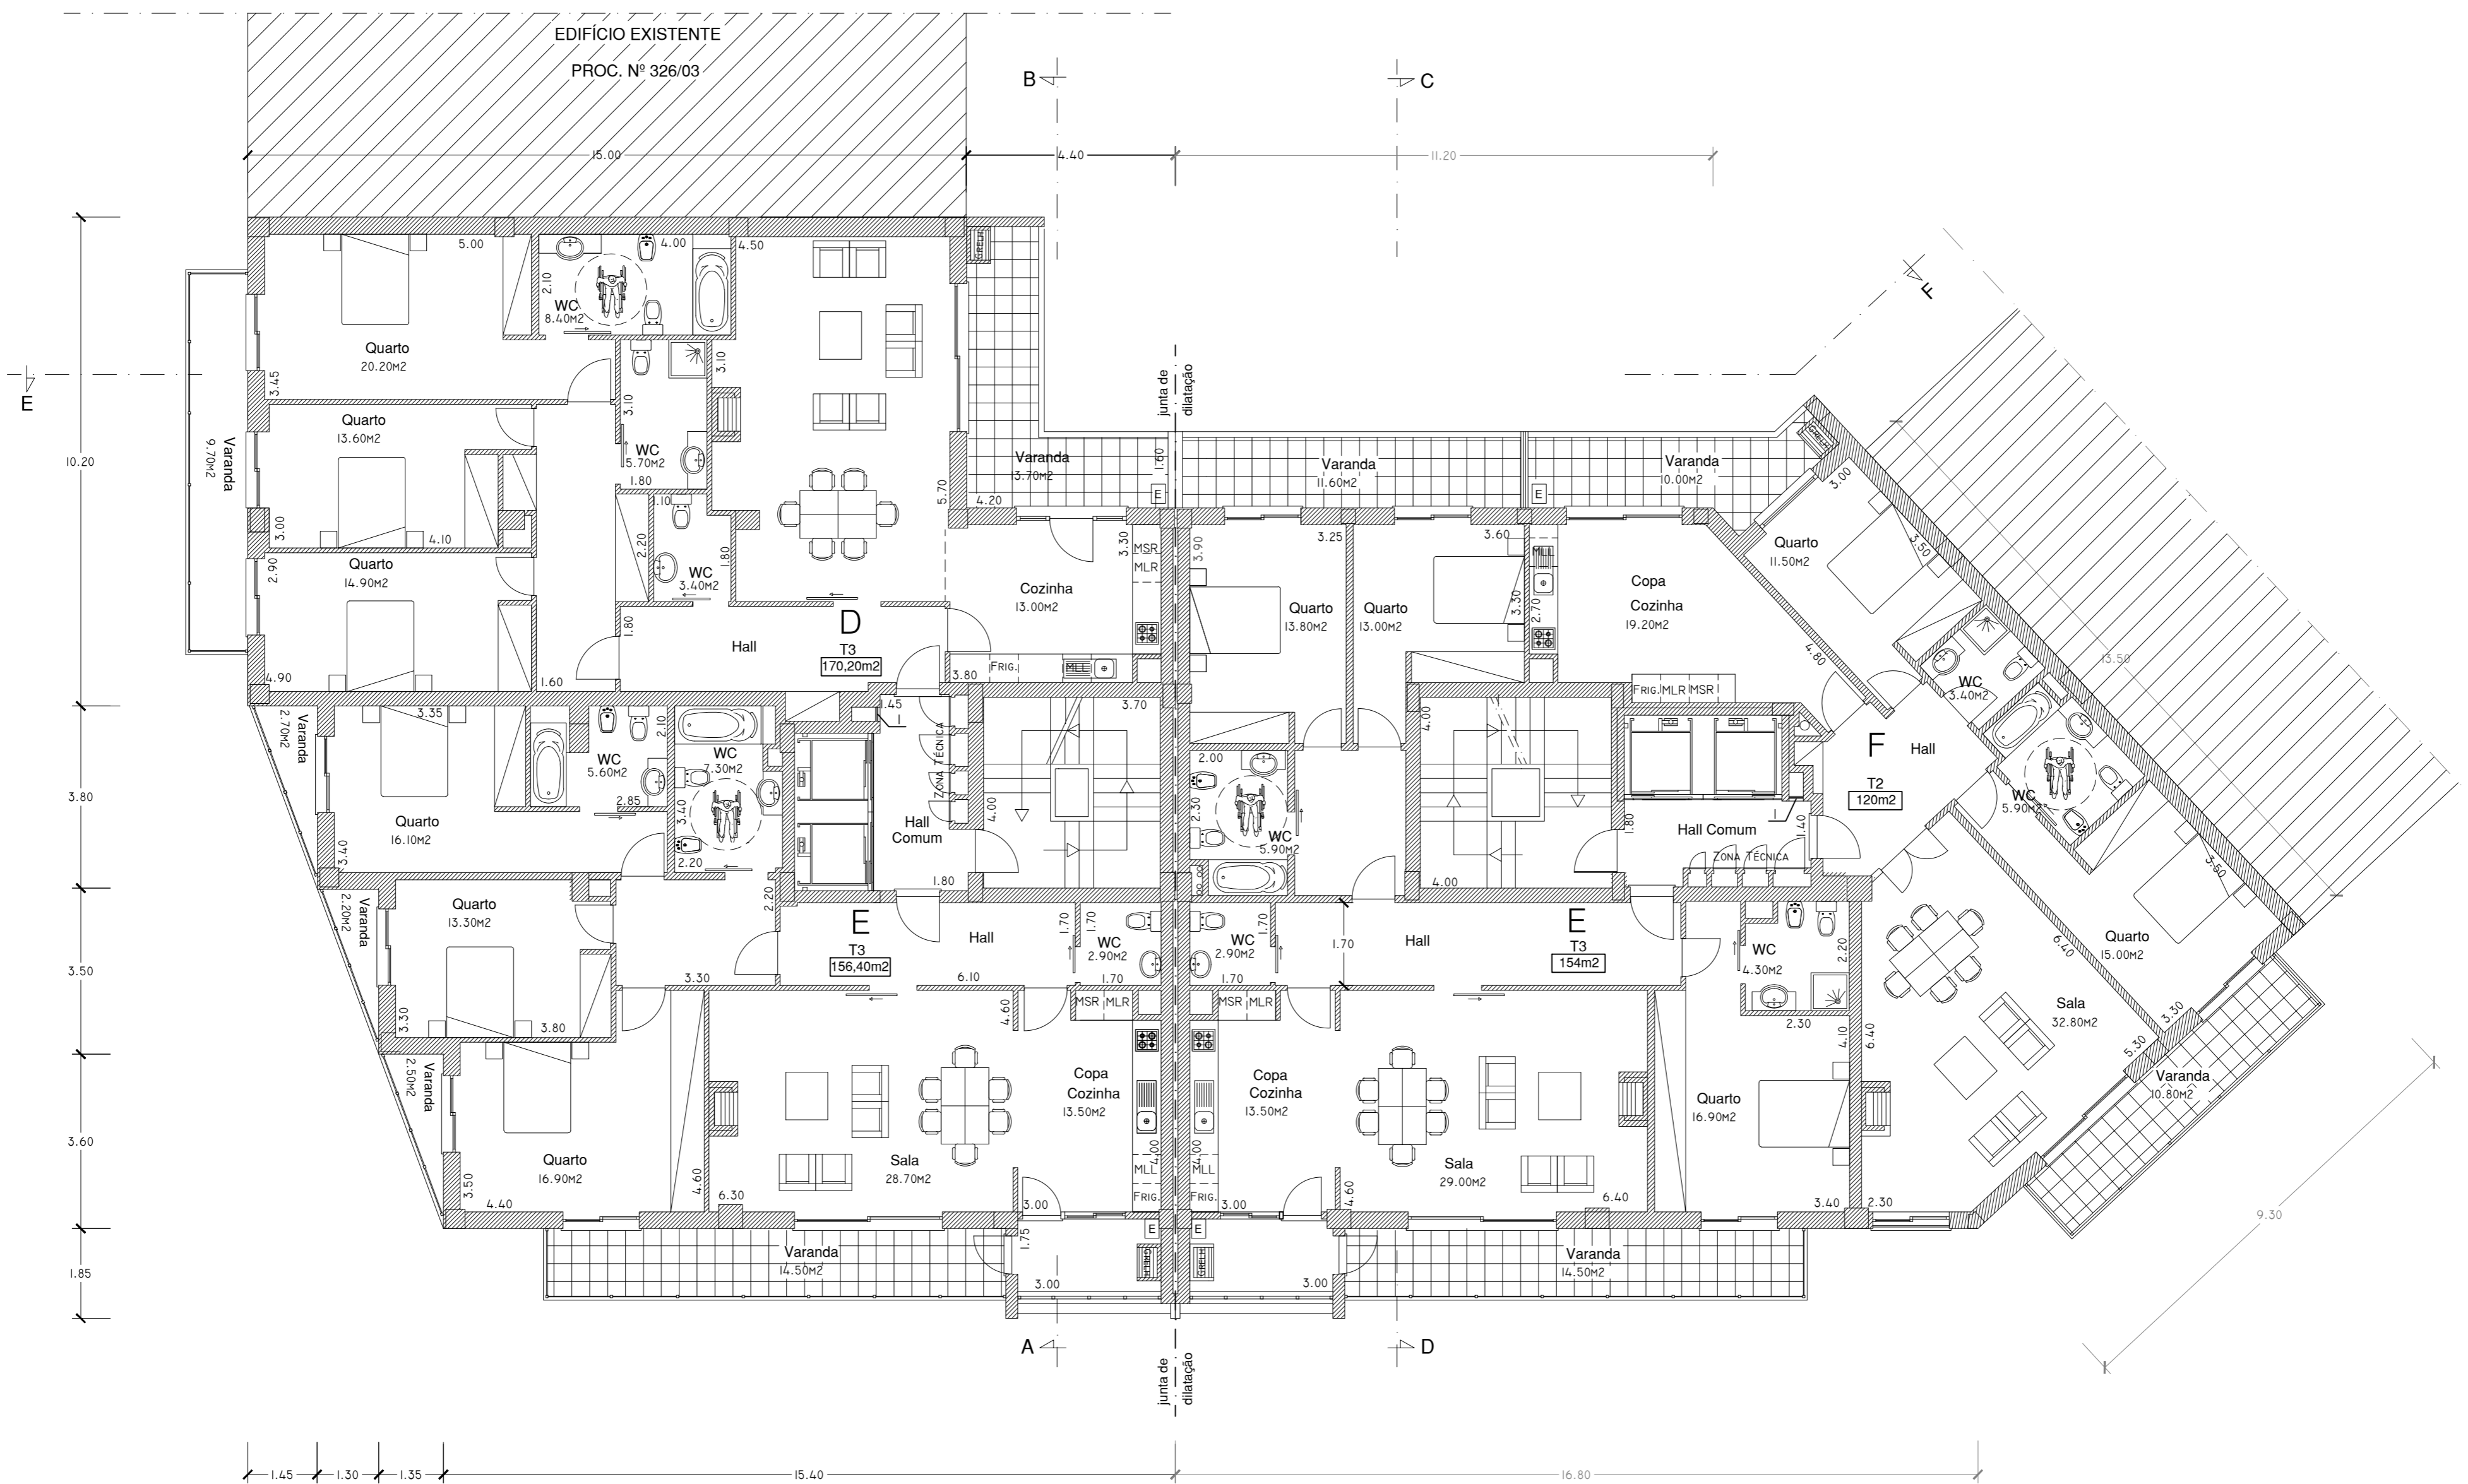 EDIFÍCIO EXISTENTE
PROC. Nº 326/03
B
C
15.00
4.40
11.20
F
E
10.20
3.80
3.50
3.60
1.85
5.00
4.00
4.50
GRELH.
2.10
WC
8.40M2
Quarto
20.20M2
3.45
3.10
3.10
Quarto
13.60M2
WC
5.70M2
1.80
Varanda
9.70M2
3.00
4.10
Quarto
14.90M2
2.90
1.10
2.20
1.80
WC
3.40M2
5.70
Varanda
13.70M2
4.20
1.60
E
junta de
dilatação
Varanda
11.60M2
E
Varanda
10.00M2
GRELH.
3.00
3.50
Quarto
11.50M2
3.30
MSR
MLR
Cozinha
13.00M2
3.90
3.25
3.60
Quarto
13.80M2
Quarto
13.00M2
3.30
MLL
2.70
Copa
Cozinha
19.20M2
4.80
D
T3
170,20m2
Hall
1.80
FRIG.
MLL
3.80
4.90
1.60
FRIG.
MLR
MSR
WC
3.40M2
13.50
Varanda
2.70M2
3.35
2.10
1.45
I
3.70
4.00
WC
5.60M2
2.85
WC
7.30M2
3.40
2.20
ZONA TÉCNICA
4.00
Hall
Comum
1.80
2.00
2.30
WC
5.90M2
4.00
F
Hall
T2
120m2
WC
5.90M2
I
1.40
1.80
Hall Comum
ZONA TÉCNICA
Quarto
16.10M2
3.40
Varanda
2.20M2
Quarto
13.30M2
2.20
E
T3
156,40m2
Hall
6.10
1.70
1.70
WC
2.90M2
1.70
1.70
WC
2.90M2
1.70
1.70
Hall
E
T3
154m2
WC
4.30M2
2.20
2.30
3.50
Quarto
15.00M2
6.40
Sala
32.80M2
3.30
5.30
Varanda
10.80M2
3.30
3.30
3.80
Varanda
2.50M2
4.60
MSR
MLR
MSR
MLR
Copa
Cozinha
13.50M2
Copa
Cozinha
13.50M2
4.10
6.40
Quarto
16.90M2
Quarto
16.90M2
3.50
4.40
4.60
6.30
Sala
28.70M2
4.00
MLL
FRIG.
3.00
4.00
MLL
FRIG.
3.00
4.60
Sala
29.00M2
6.40
3.40
2.30
9.30
Varanda
14.50M2
1.75
E
GRELH.
3.00
E
GRELH.
3.00
Varanda
14.50M2
A
D
junta de
dilatação
1.45
1.30
1.35
15.40
16.80